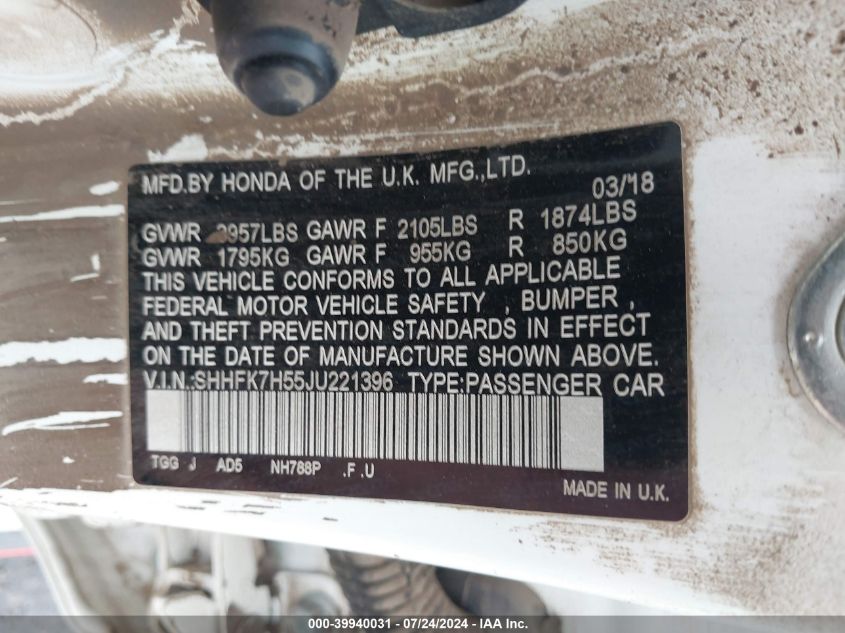 MFD.BY HONDA OF THE U.K. MFG.,LTD.
03/18
GVWR 3957LBS GAWR F 2105LBS R 1874LBS
GVWR 1795KG GAWR F 955KG R 850KG
THIS VEHICLE CONFORMS TO ALL APPLICABLE
FEDERAL MOTOR VEHICLE SAFETY , BUMPER ,
AND THEFT PREVENTION STANDARDS IN EFFECT
ON THE DATE OF MANUFACTURE SHOWN ABOVE.
V.I.N.:SHHFK7H55JU221396 TYPE:PASSENGER CAR
TGG J AD5 NH788P .F .U
MADE IN U.K.
000-39940031 - 07/24/2024 - IAA Inc.